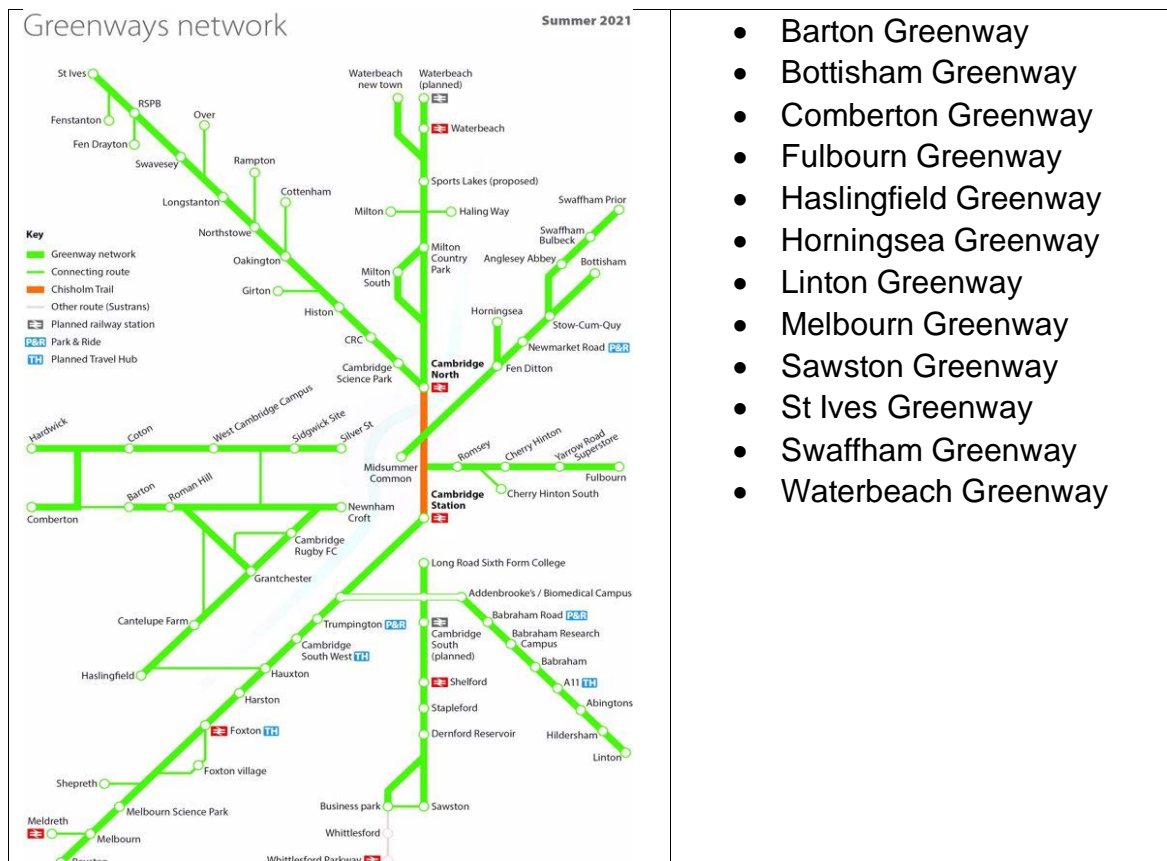 Greenways network
Summer 2021
St Ives
RSPB
Fenstanton
Fen Drayton
Over
Swavesey
Rampton
Longstanton
Cottenham
Northstowe
Oakington
Girton
Histon
CRC
Cambridge
Science Park
Waterbeach
new town
Waterbeach
(planned)
Waterbeach
Sports Lakes (proposed)
Milton
Haling Way
Milton
Country
Park
Milton
South
Swaffham Prior
Swaffham
Bulbeck
Anglesey Abbey
Bottisham
Horningsea
Stow-Cum-Quy
Newmarket Road P&R
Fen Ditton
Cambridge
North
Key
Greenway network
Connecting route
Chisholm Trail
Other route (Sustrans)
Planned railway station
P&R Park & Ride
TH Planned Travel Hub
Hardwick
Coton
West Cambridge Campus
Sidgwick Site
Silver St
Midsummer
Common
Romsey
Cherry Hinton
Yarrow Road
Superstore
Fulbourn
Cherry Hinton South
Cambridge
Station
Comberton
Barton
Roman Hill
Newnham
Croft
Cambridge
Rugby FC
Grantchester
Cantelupe Farm
Haslingfield
Long Road Sixth Form College
Addenbrooke's / Biomedical Campus
Trumpington P&R
Babraham Road P&R
Cambridge
South West TH
Cambridge
South
(planned)
Babraham Research
Campus
Hauxton
Babraham
Harston
Shelford
A11 TH
Stapleford
Abingtons
Foxton TH
Dernford Reservoir
Hildersham
Linton
Foxton village
Shepreth
Melbourn Science Park
Business park
Sawston
Meldreth
Melbourn
Whittlesford
Whittlesford Parkway
Royston
• Barton Greenway
• Bottisham Greenway
• Comberton Greenway
• Fulbourn Greenway
• Haslingfield Greenway
• Horningsea Greenway
• Linton Greenway
• Melbourn Greenway
• Sawston Greenway
• St Ives Greenway
• Swaffham Greenway
• Waterbeach Greenway